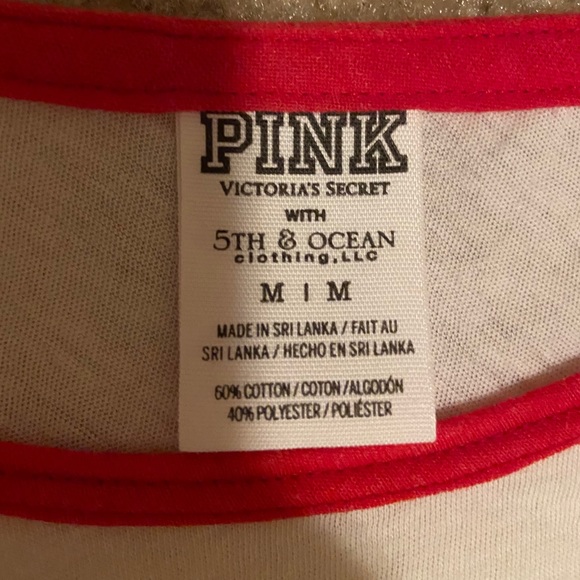 PINK
VICTORIA'S SECRET
WITH
5TH & OCEAN
clothing, LLC
M | M
MADE IN SRI LANKA / FAIT AU
SRI LANKA / HECHO EN SRI LANKA
60% COTTON / COTON / ALGODÓN
40% POLYESTER / POLIÉSTER